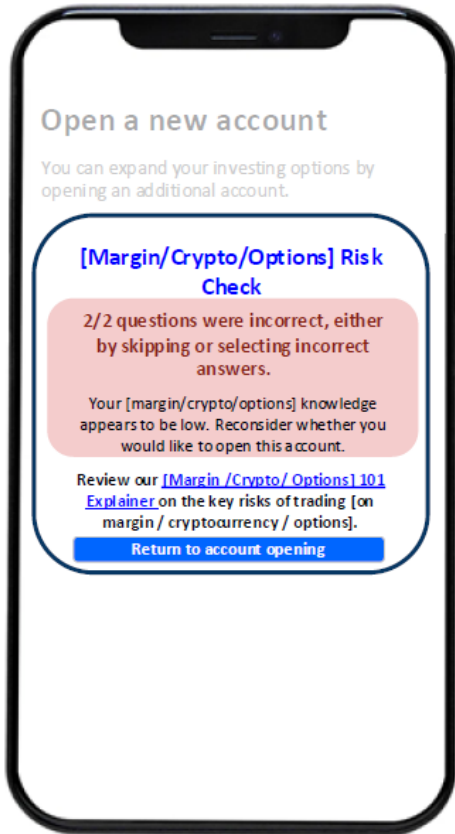 Open a new account
You can expand your investing options by
opening an additional account.
[Margin/Crypto/Options] Risk
Check
2/2 questions were incorrect, either
by skipping or selecting incorrect
answers.
Your [margin/crypto/options] knowledge
appears to be low. Reconsider whether you
would like to open this account.
Review our [Margin /Crypto/ Options] 101
Explainer on the key risks of trading [on
margin / cryptocurrency / options].
Return to account opening